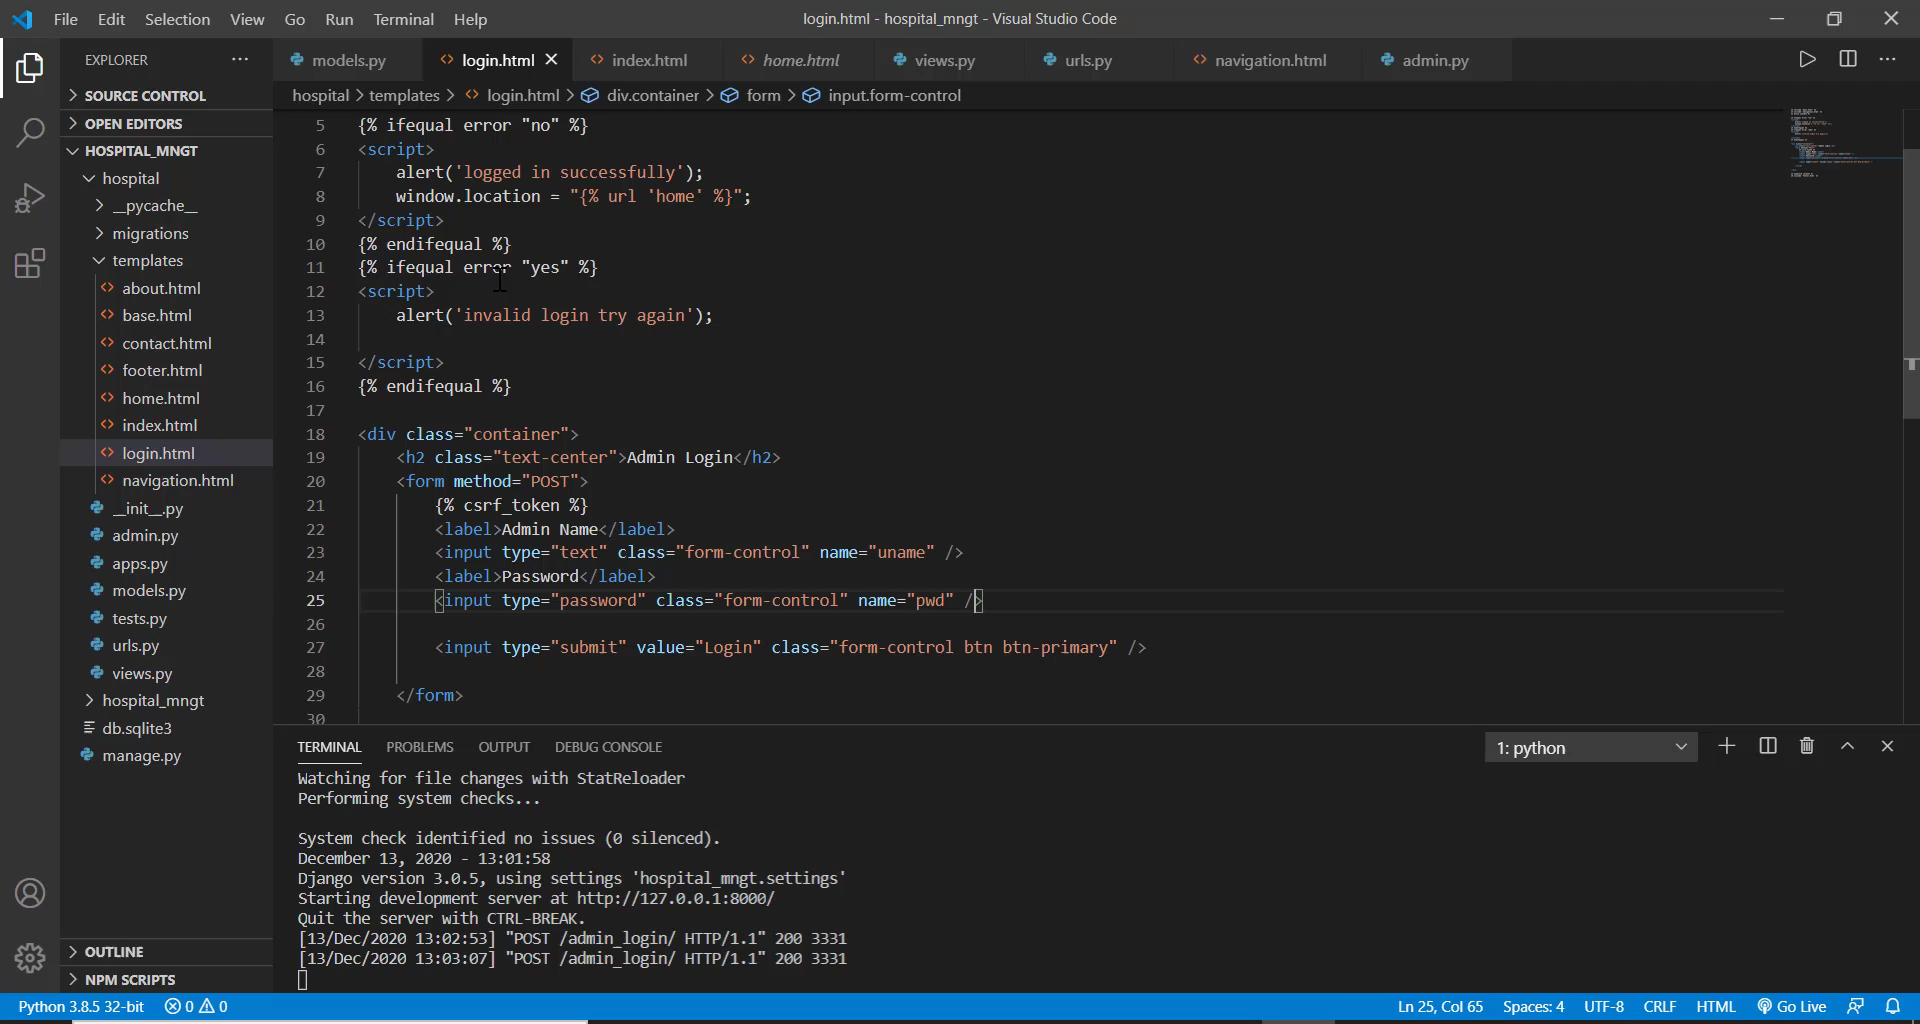 File Edit Selection View Go Run Terminal Help
login.html - hospital_mngt - Visual Studio Code
EXPLORER
SOURCE CONTROL
OPEN EDITORS
HOSPITAL_MNGT
hospital
__pycache__
migrations
templates
about.html
base.html
contact.html
footer.html
home.html
index.html
login.html
navigation.html
__init__.py
admin.py
apps.py
models.py
tests.py
urls.py
views.py
hospital_mngt
db.sqlite3
manage.py
OUTLINE
NPM SCRIPTS
models.py login.html index.html home.html views.py urls.py navigation.html admin.py
hospital > templates > login.html > div.container > form > input.form-control
5 {% ifequal error "no" %}
6 <script>
7 alert('logged in successfully');
8 window.location = "{% url 'home' %}";
9 </script>
10 {% endifequal %}
11 {% ifequal error "yes" %}
12 <script>
13 alert('invalid login try again');
14
15 </script>
16 {% endifequal %}
17
18 <div class="container">
19 <h2 class="text-center">Admin Login</h2>
20 <form method="POST">
21 {% csrf_token %}
22 <label>Admin Name</label>
23 <input type="text" class="form-control" name="uname" />
24 <label>Password</label>
25 <input type="password" class="form-control" name="pwd" />
26
27 <input type="submit" value="Login" class="form-control btn btn-primary" />
28
29 </form>
30
TERMINAL PROBLEMS OUTPUT DEBUG CONSOLE
1: python
Watching for file changes with StatReloader
Performing system checks...
System check identified no issues (0 silenced).
December 13, 2020 - 13:01:58
Django version 3.0.5, using settings 'hospital_mngt.settings'
Starting development server at http://127.0.0.1:8000/
Quit the server with CTRL-BREAK.
[13/Dec/2020 13:02:53] "POST /admin_login/ HTTP/1.1" 200 3331
[13/Dec/2020 13:03:07] "POST /admin_login/ HTTP/1.1" 200 3331
Python 3.8.5 32-bit 0 0
Ln 25, Col 65 Spaces: 4 UTF-8 CRLF HTML Go Live